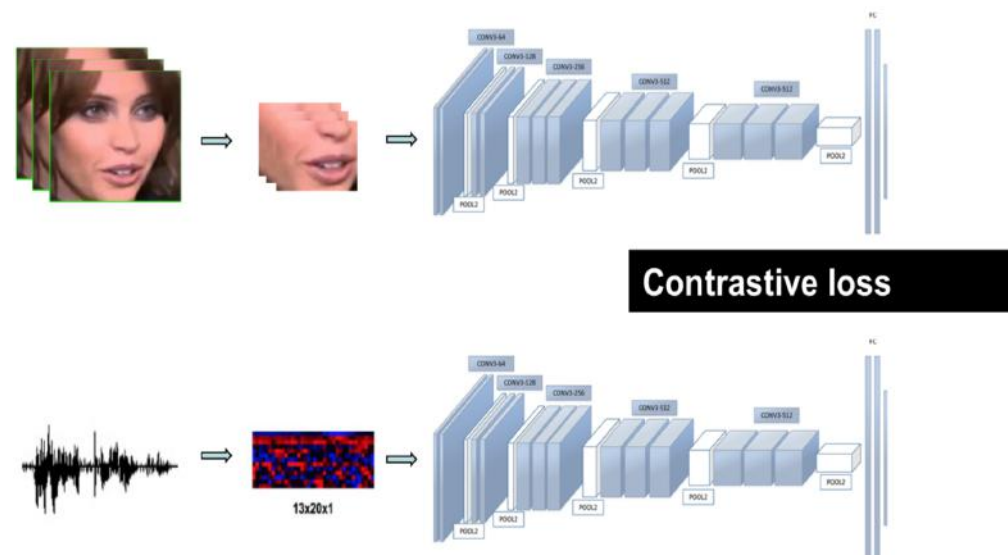 FC
CONV3-64
CONV3-128
CONV3-256
CONV3-512
CONV3-512
POOL2
POOL2
POOL2
POOL2
POOL2
Contrastive loss
FC
CONV3-64
CONV3-128
CONV3-256
CONV3-512
CONV3-512
13x20x1
POOL2
POOL2
POOL2
POOL2
POOL2